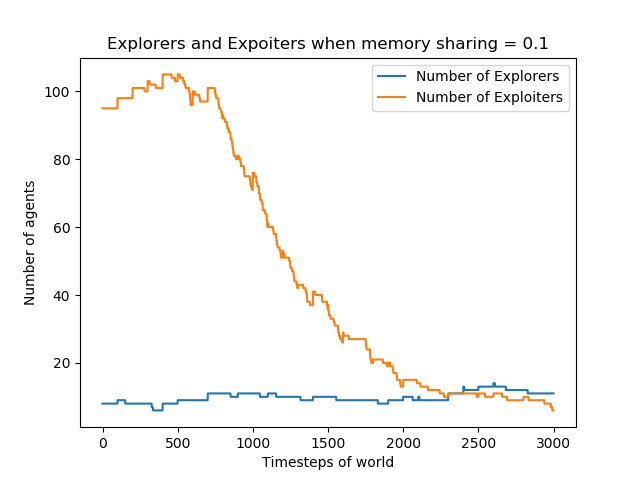 Explorers and Expoiters when memory sharing = 0.1
Number of Explorers
Number of Exploiters
Number of agents
100
80
60
40
20
0 500 1000 1500 2000 2500 3000
Timesteps of world